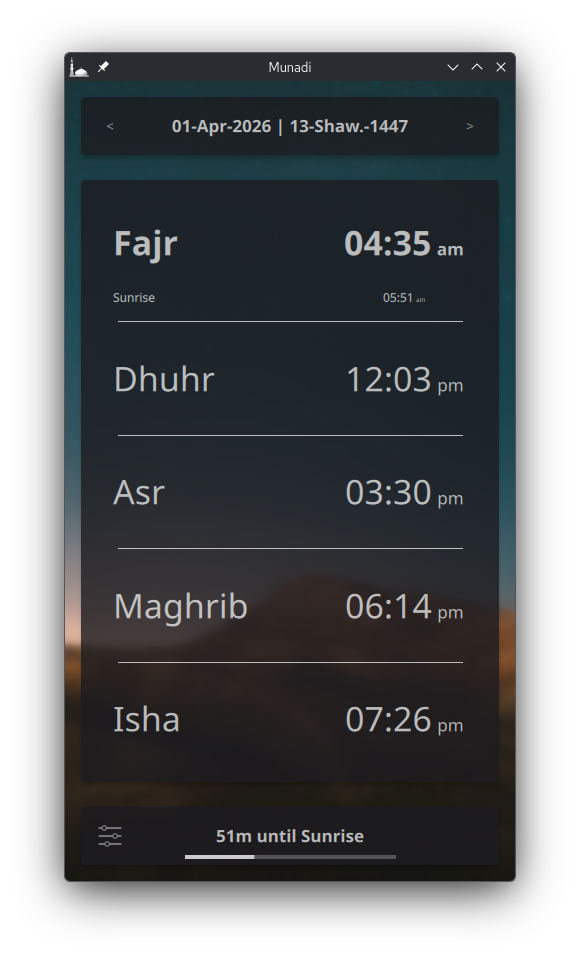 Munadi
< 01-Apr-2026 | 13-Shaw.-1447 >
Fajr 04:35 am
Sunrise 05:51 am
Dhuhr 12:03 pm
Asr 03:30 pm
Maghrib 06:14 pm
Isha 07:26 pm
51m until Sunrise